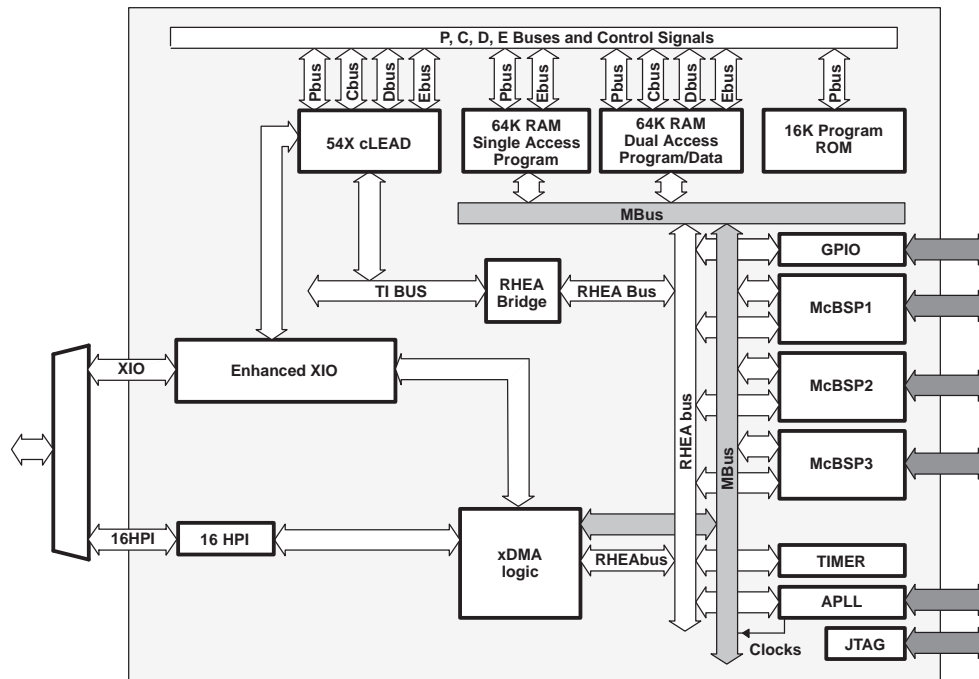 P, C, D, E Buses and Control Signals
Pbus
Cbus
Dbus
Ebus
Pbus
Ebus
Pbus
Cbus
Dbus
Ebus
Pbus
54X cLEAD
64K RAM
Single Access
Program
64K RAM
Dual Access
Program/Data
16K Program
ROM
MBus
GPIO
TI BUS
RHEA
Bridge
RHEA Bus
McBSP1
XIO
Enhanced XIO
McBSP2
RHEA bus
MBus
McBSP3
16HPI
16 HPI
xDMA
logic
RHEAbus
TIMER
APLL
Clocks
JTAG